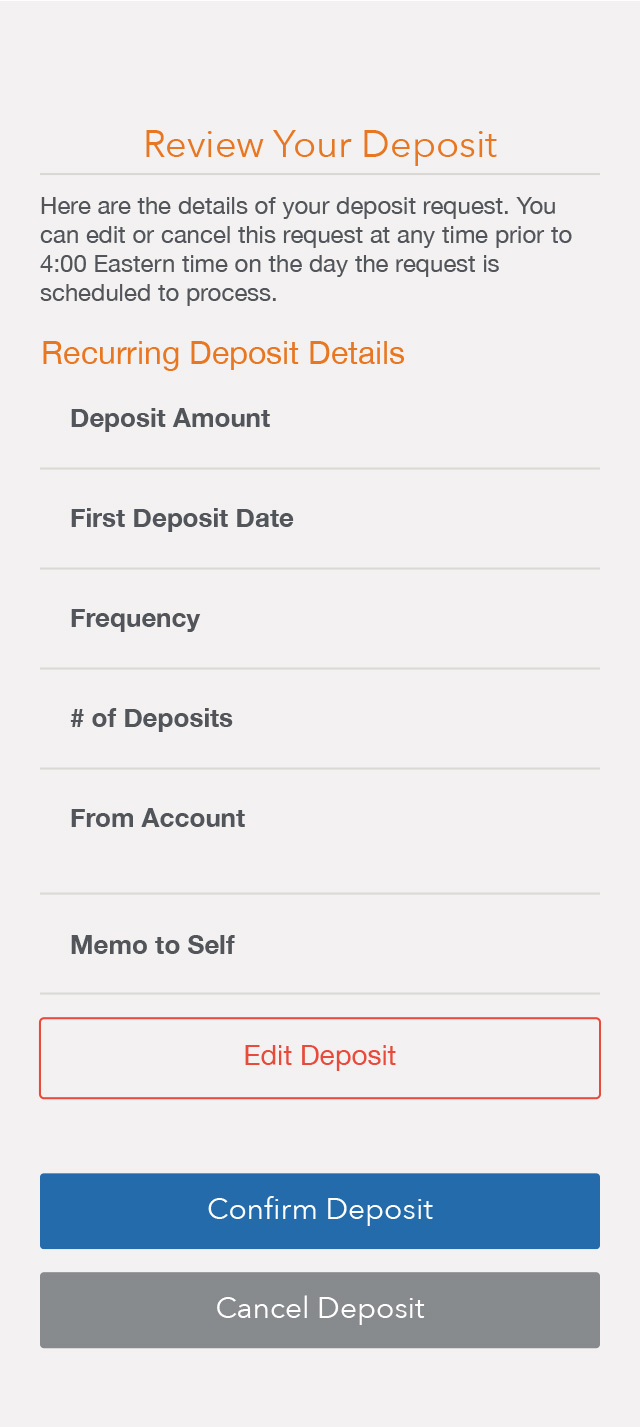 Review Your Deposit
Here are the details of your deposit request. You
can edit or cancel this request at any time prior to
4:00 Eastern time on the day the request is
scheduled to process.
Recurring Deposit Details
Deposit Amount
First Deposit Date
Frequency
# of Deposits
From Account
Memo to Self
Edit Deposit
Confirm Deposit
Cancel Deposit